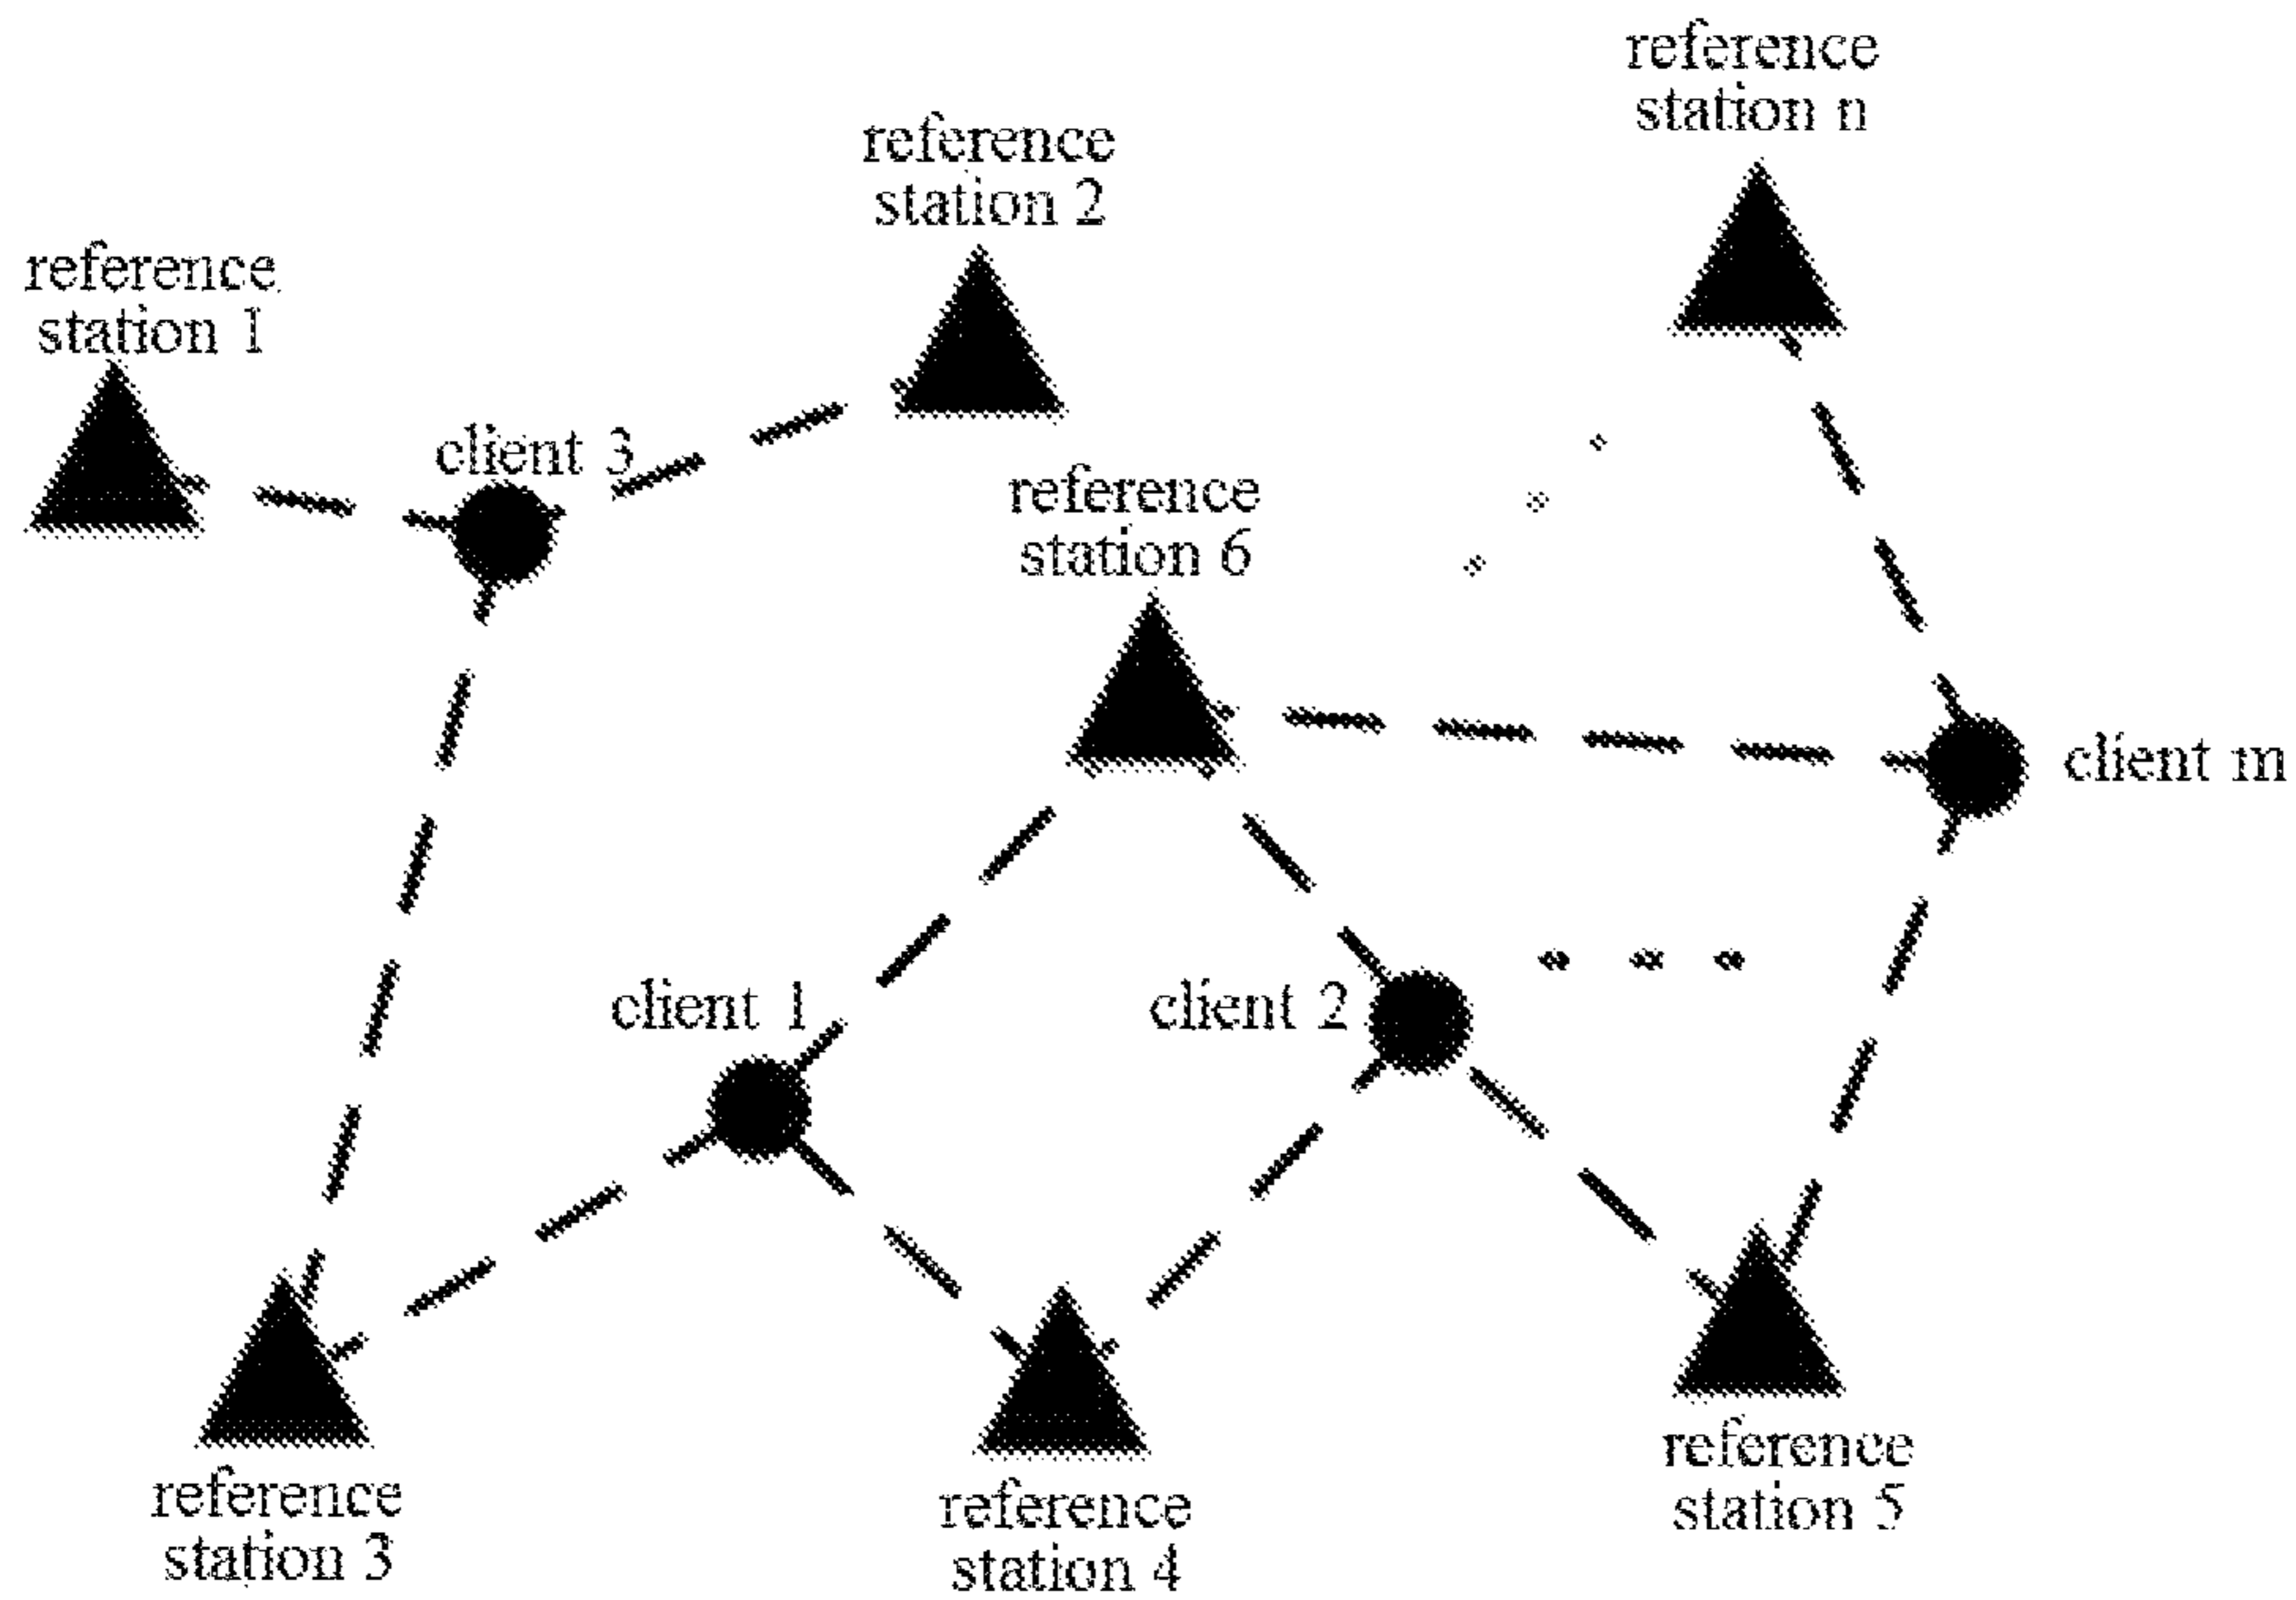 reference
station n
reference
station 2
reference
station 1
client 3
reference
station 6
client m
client 1
client 2
reference
station 3
reference
station 4
reference
station 5